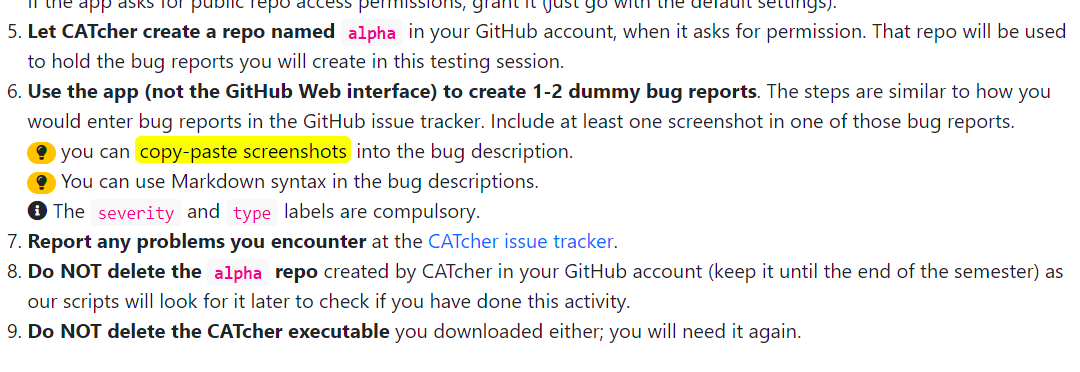 if the app asks for public repo access permissions, grant it (just go with the default settings).
5. Let CATcher create a repo named alpha in your GitHub account, when it asks for permission. That repo will be used
to hold the bug reports you will create in this testing session.
6. Use the app (not the GitHub Web interface) to create 1-2 dummy bug reports. The steps are similar to how you
would enter bug reports in the GitHub issue tracker. Include at least one screenshot in one of those bug reports.
you can copy-paste screenshots into the bug description.
You can use Markdown syntax in the bug descriptions.
The severity and type labels are compulsory.
7. Report any problems you encounter at the CATcher issue tracker.
8. Do NOT delete the alpha repo created by CATcher in your GitHub account (keep it until the end of the semester) as
our scripts will look for it later to check if you have done this activity.
9. Do NOT delete the CATcher executable you downloaded either; you will need it again.